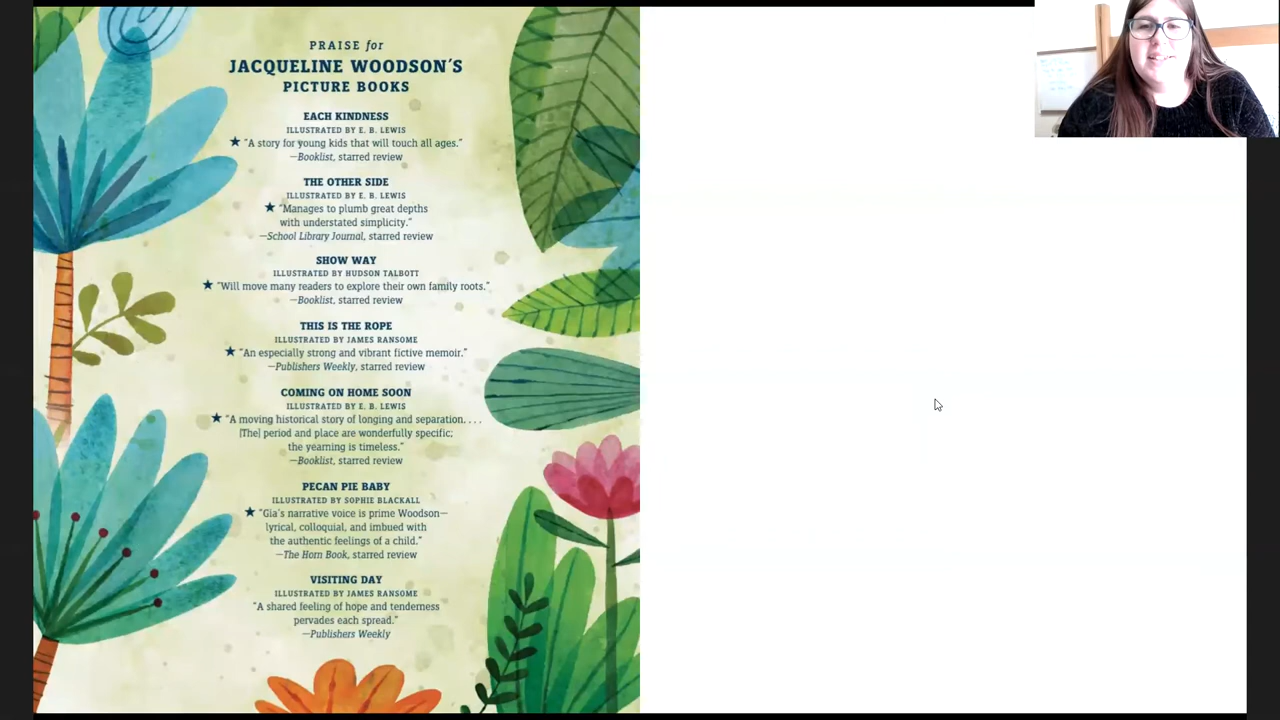 PRAISE for
JACQUELINE WOODSON'S
PICTURE BOOKS
EACH KINDNESS
ILLUSTRATED BY E. B. LEWIS
★ "A story for young kids that will touch all ages."
—Booklist, starred review
THE OTHER SIDE
ILLUSTRATED BY E. B. LEWIS
★ "Manages to plumb great depths
with understated simplicity."
—School Library Journal, starred review
SHOW WAY
ILLUSTRATED BY HUDSON TALBOTT
★ "Will move many readers to explore their own family roots."
—Booklist, starred review
THIS IS THE ROPE
ILLUSTRATED BY JAMES RANSOME
★ "An especially strong and vibrant fictive memoir."
—Publishers Weekly, starred review
COMING ON HOME SOON
ILLUSTRATED BY E. B. LEWIS
★ "A moving historical story of longing and separation. . . .
[The] period and place are wonderfully specific;
the yearning is timeless."
—Booklist, starred review
PECAN PIE BABY
ILLUSTRATED BY SOPHIE BLACKALL
★ "Gia's narrative voice is prime Woodson—
lyrical, colloquial, and imbued with
the authentic feelings of a child."
—The Horn Book, starred review
VISITING DAY
ILLUSTRATED BY JAMES RANSOME
"A shared feeling of hope and tenderness
pervades each spread."
—Publishers Weekly